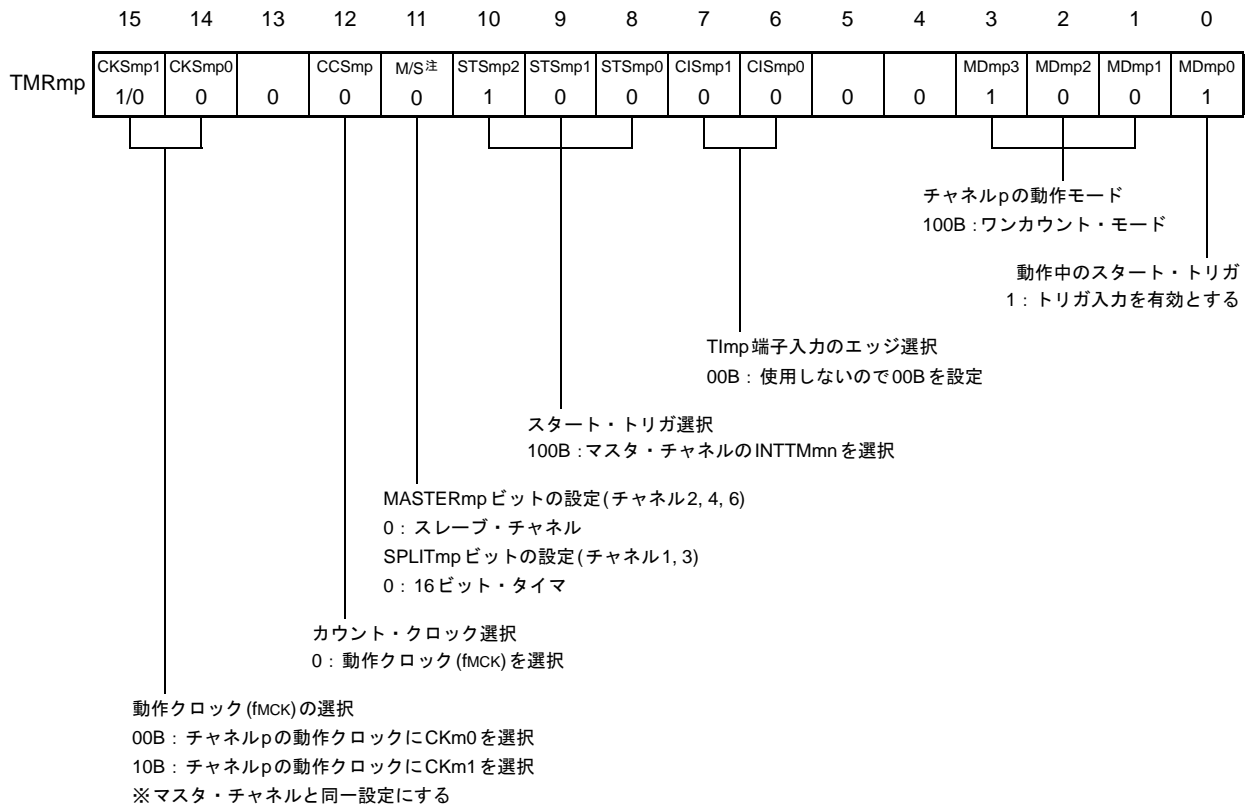 15 14 13 12 11 10 9 8 7 6 5 4 3 2 1 0
CKSmp1 CKSmp0 CCSmp M/S注 STSmp2 STSmp1 STSmp0 CISmp1 CISmp0 MDmp3 MDmp2 MDmp1 MDmp0
TMRmp
1/0 0 0 0 0 1 0 0 0 0 0 0 1 0 0 1
チャネルpの動作モード
100B：ワンカウント・モード
動作中のスタート・トリガ
1：トリガ入力を有効とする
TImp端子入力のエッジ選択
00B：使用しないので00Bを設定
スタート・トリガ選択
100B：マスタ・チャネルのINTTMmnを選択
MASTERmpビットの設定(チャネル2, 4, 6)
0：スレーブ・チャネル
SPLITmpビットの設定(チャネル1, 3)
0：16ビット・タイマ
カウント・クロック選択
0：動作クロック(fMCK)を選択
動作クロック(fMCK)の選択
00B：チャネルpの動作クロックにCKm0を選択
10B：チャネルpの動作クロックにCKm1を選択
※マスタ・チャネルと同一設定にする